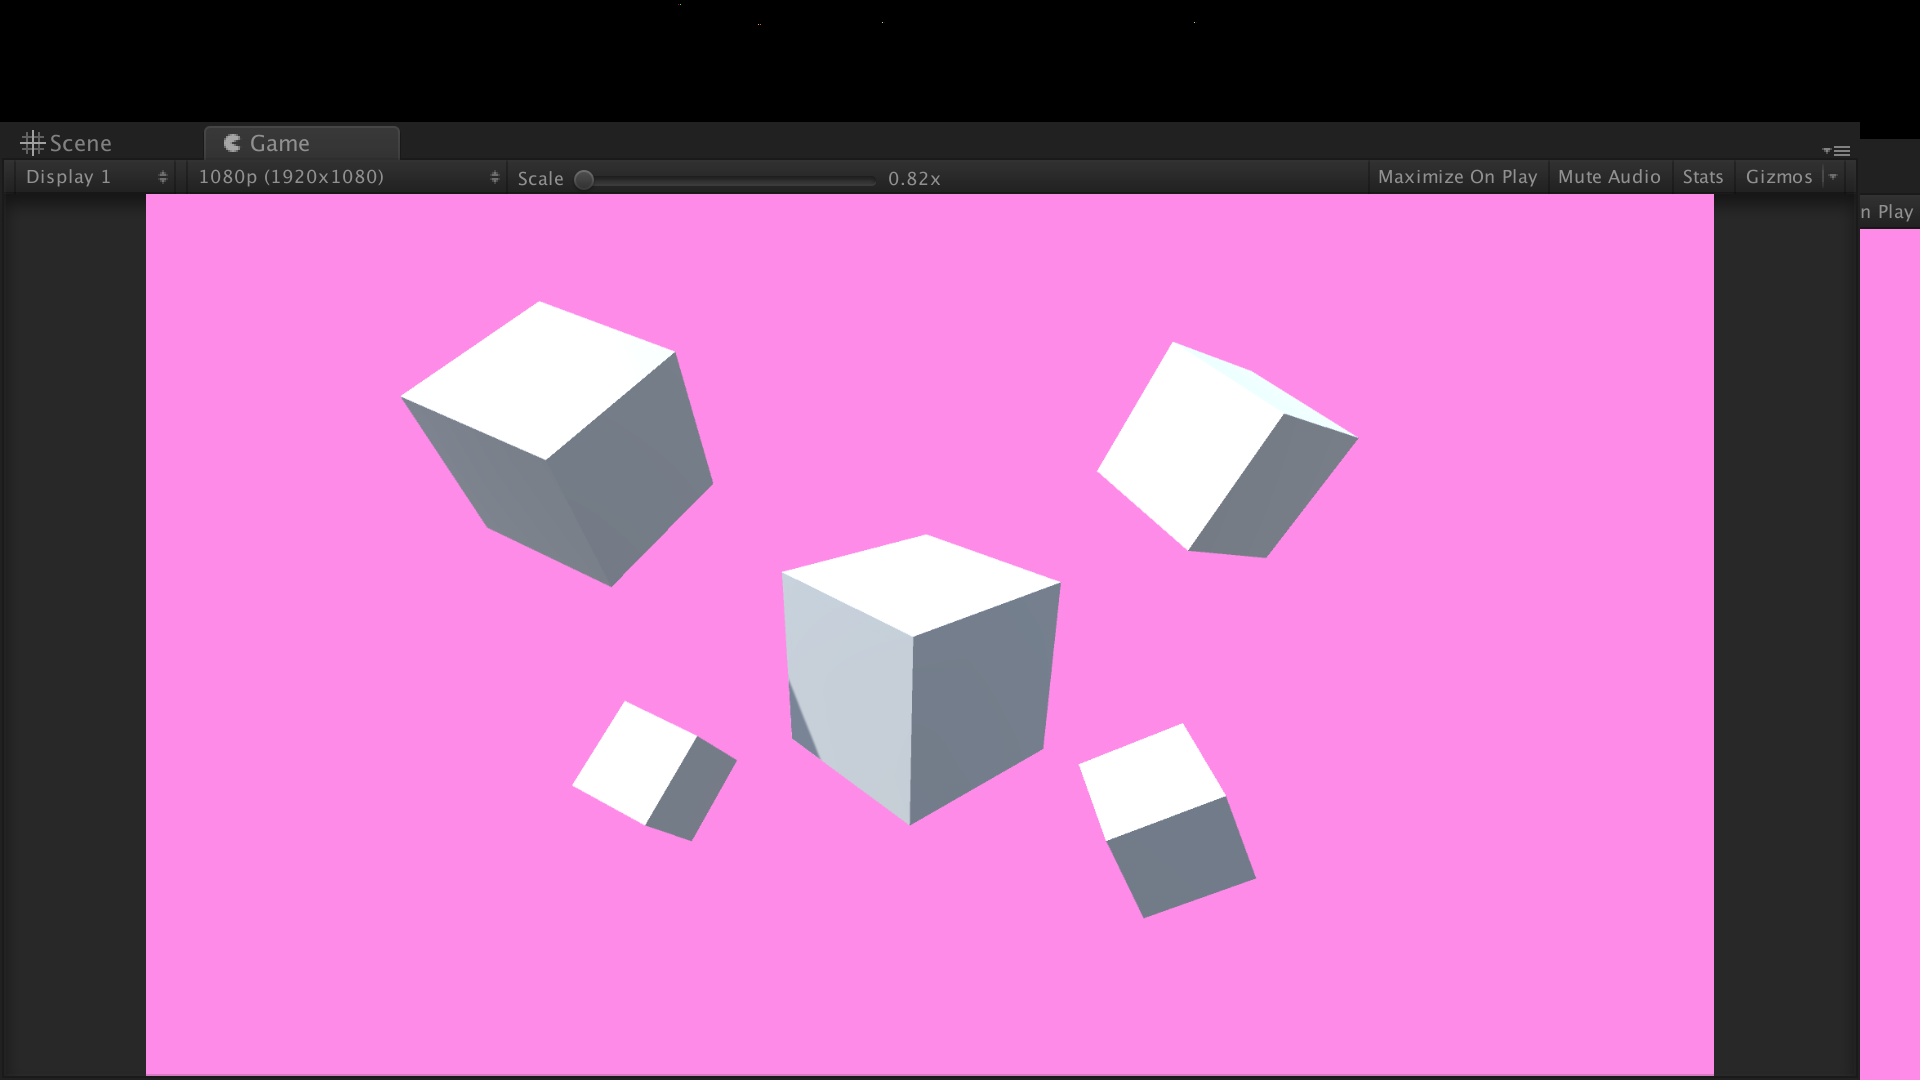 Scene Game
Display 1 1080p (1920x1080) Scale 0.82x Maximize On Play Mute Audio Stats Gizmos
n Play